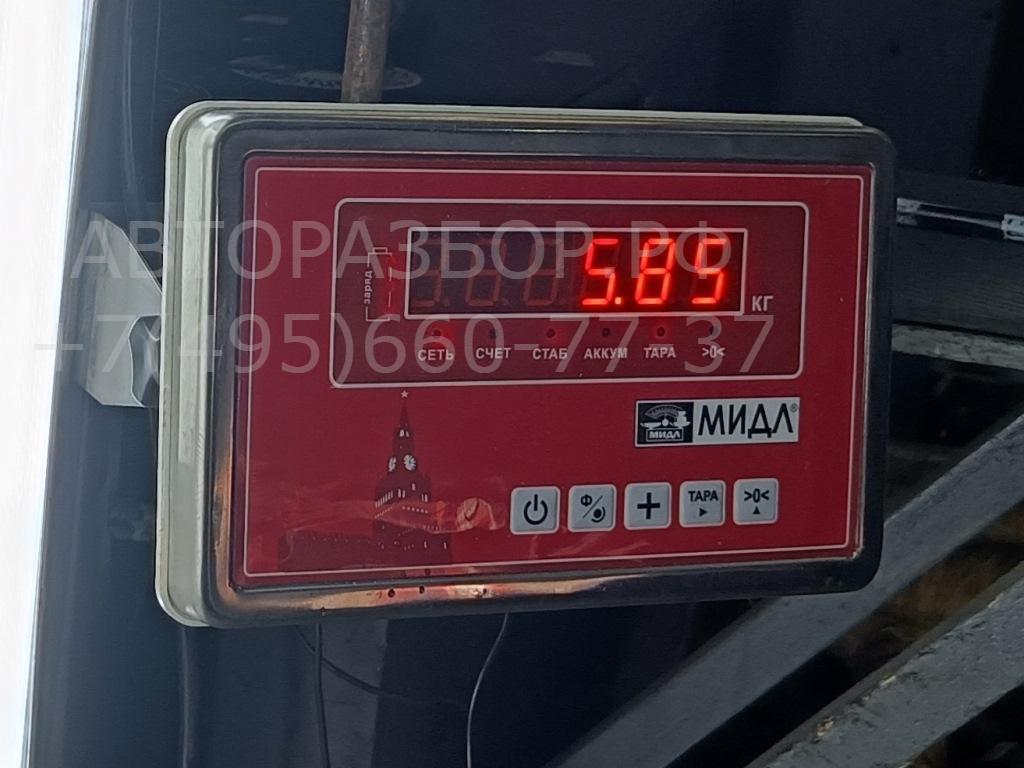 АВТОРАЗБОР.РФ
заряд
5.85
КГ
+7(495)660-77-37
СЕТЬ СЧЕТ СТАБ АККУМ ТАРА >0<
МИДЛ МИДЛ®
Ф ТАРА >0<